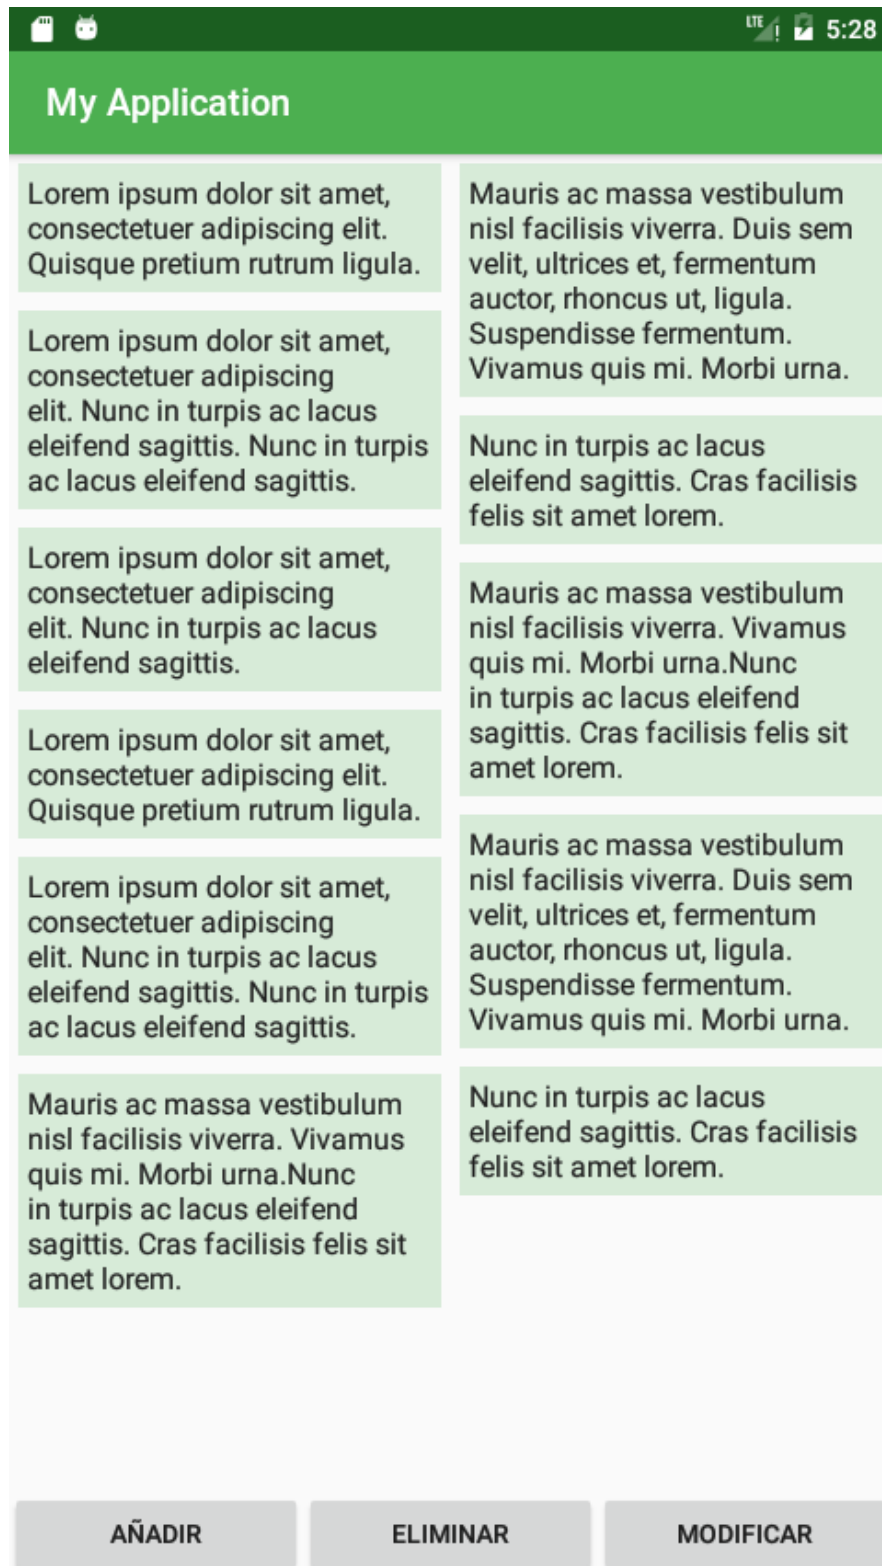 LTE ! 5:28
My Application
Lorem ipsum dolor sit amet,
consectetuer adipiscing elit.
Quisque pretium rutrum ligula.
Lorem ipsum dolor sit amet,
consectetuer adipiscing
elit. Nunc in turpis ac lacus
eleifend sagittis. Nunc in turpis
ac lacus eleifend sagittis.
Lorem ipsum dolor sit amet,
consectetuer adipiscing
elit. Nunc in turpis ac lacus
eleifend sagittis.
Lorem ipsum dolor sit amet,
consectetuer adipiscing elit.
Quisque pretium rutrum ligula.
Lorem ipsum dolor sit amet,
consectetuer adipiscing
elit. Nunc in turpis ac lacus
eleifend sagittis. Nunc in turpis
ac lacus eleifend sagittis.
Mauris ac massa vestibulum
nisl facilisis viverra. Vivamus
quis mi. Morbi urna.Nunc
in turpis ac lacus eleifend
sagittis. Cras facilisis felis sit
amet lorem.
Mauris ac massa vestibulum
nisl facilisis viverra. Duis sem
velit, ultrices et, fermentum
auctor, rhoncus ut, ligula.
Suspendisse fermentum.
Vivamus quis mi. Morbi urna.
Nunc in turpis ac lacus
eleifend sagittis. Cras facilisis
felis sit amet lorem.
Mauris ac massa vestibulum
nisl facilisis viverra. Vivamus
quis mi. Morbi urna.Nunc
in turpis ac lacus eleifend
sagittis. Cras facilisis felis sit
amet lorem.
Mauris ac massa vestibulum
nisl facilisis viverra. Duis sem
velit, ultrices et, fermentum
auctor, rhoncus ut, ligula.
Suspendisse fermentum.
Vivamus quis mi. Morbi urna.
Nunc in turpis ac lacus
eleifend sagittis. Cras facilisis
felis sit amet lorem.
AÑADIR ELIMINAR MODIFICAR